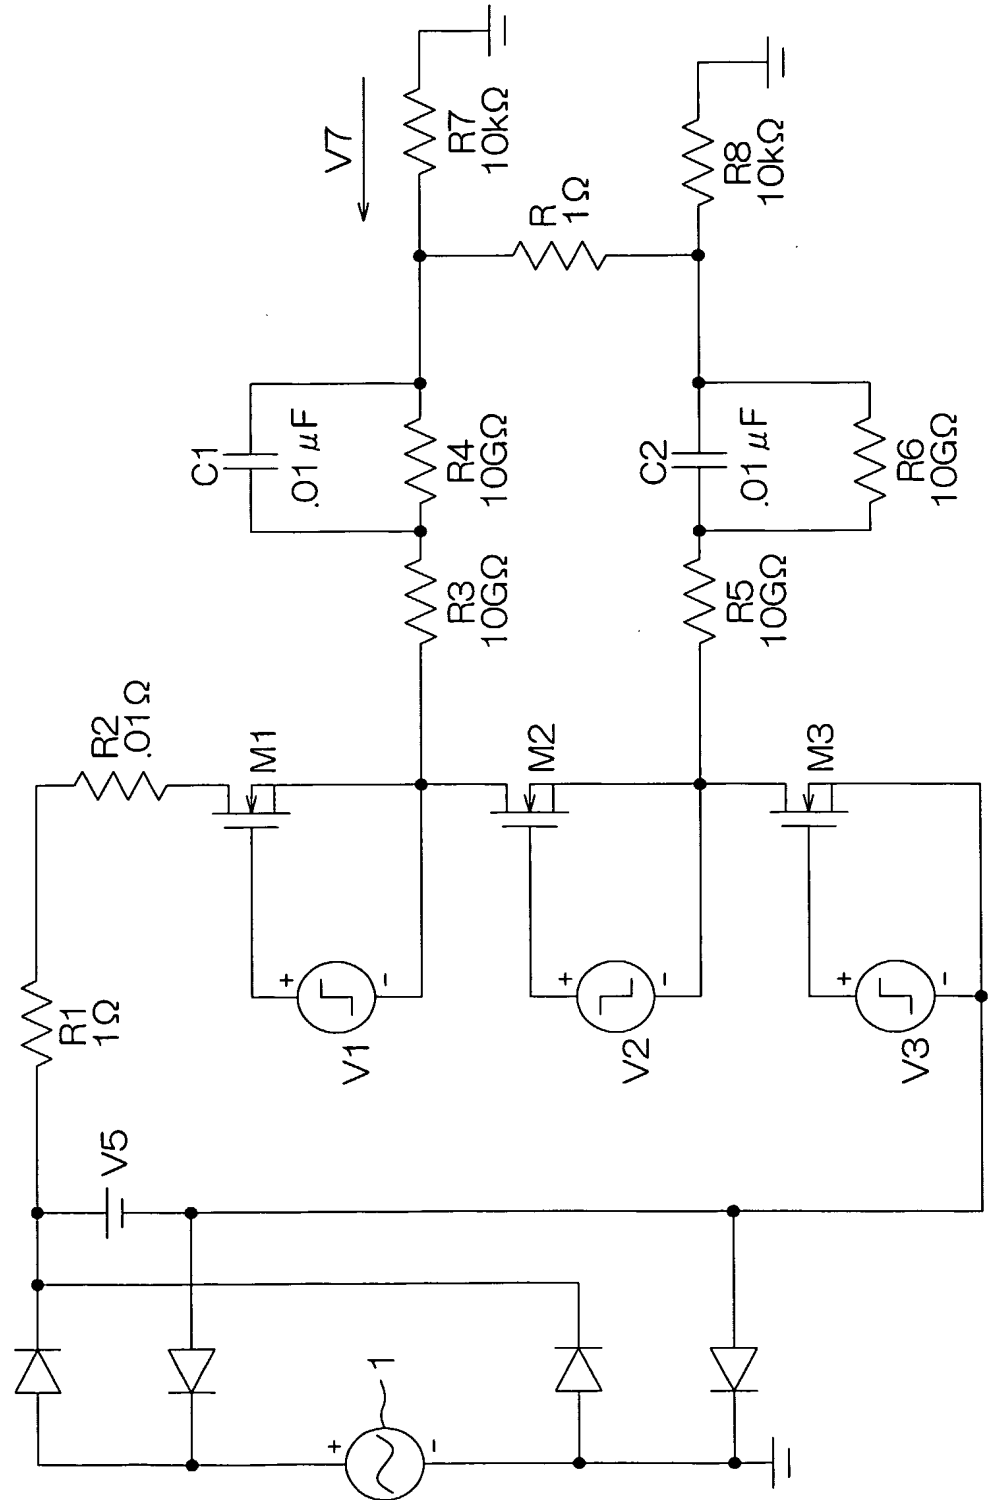 V7
R7
10kΩ
R8
10kΩ
R
1Ω
C1
.01 μF
R4
10GΩ
C2
.01 μF
R6
10GΩ
R3
10GΩ
R5
10GΩ
R2
.01Ω
M1
M2
M3
R1
1Ω
+
-
V1
+
-
V2
+
-
V3
V5
1
+
-